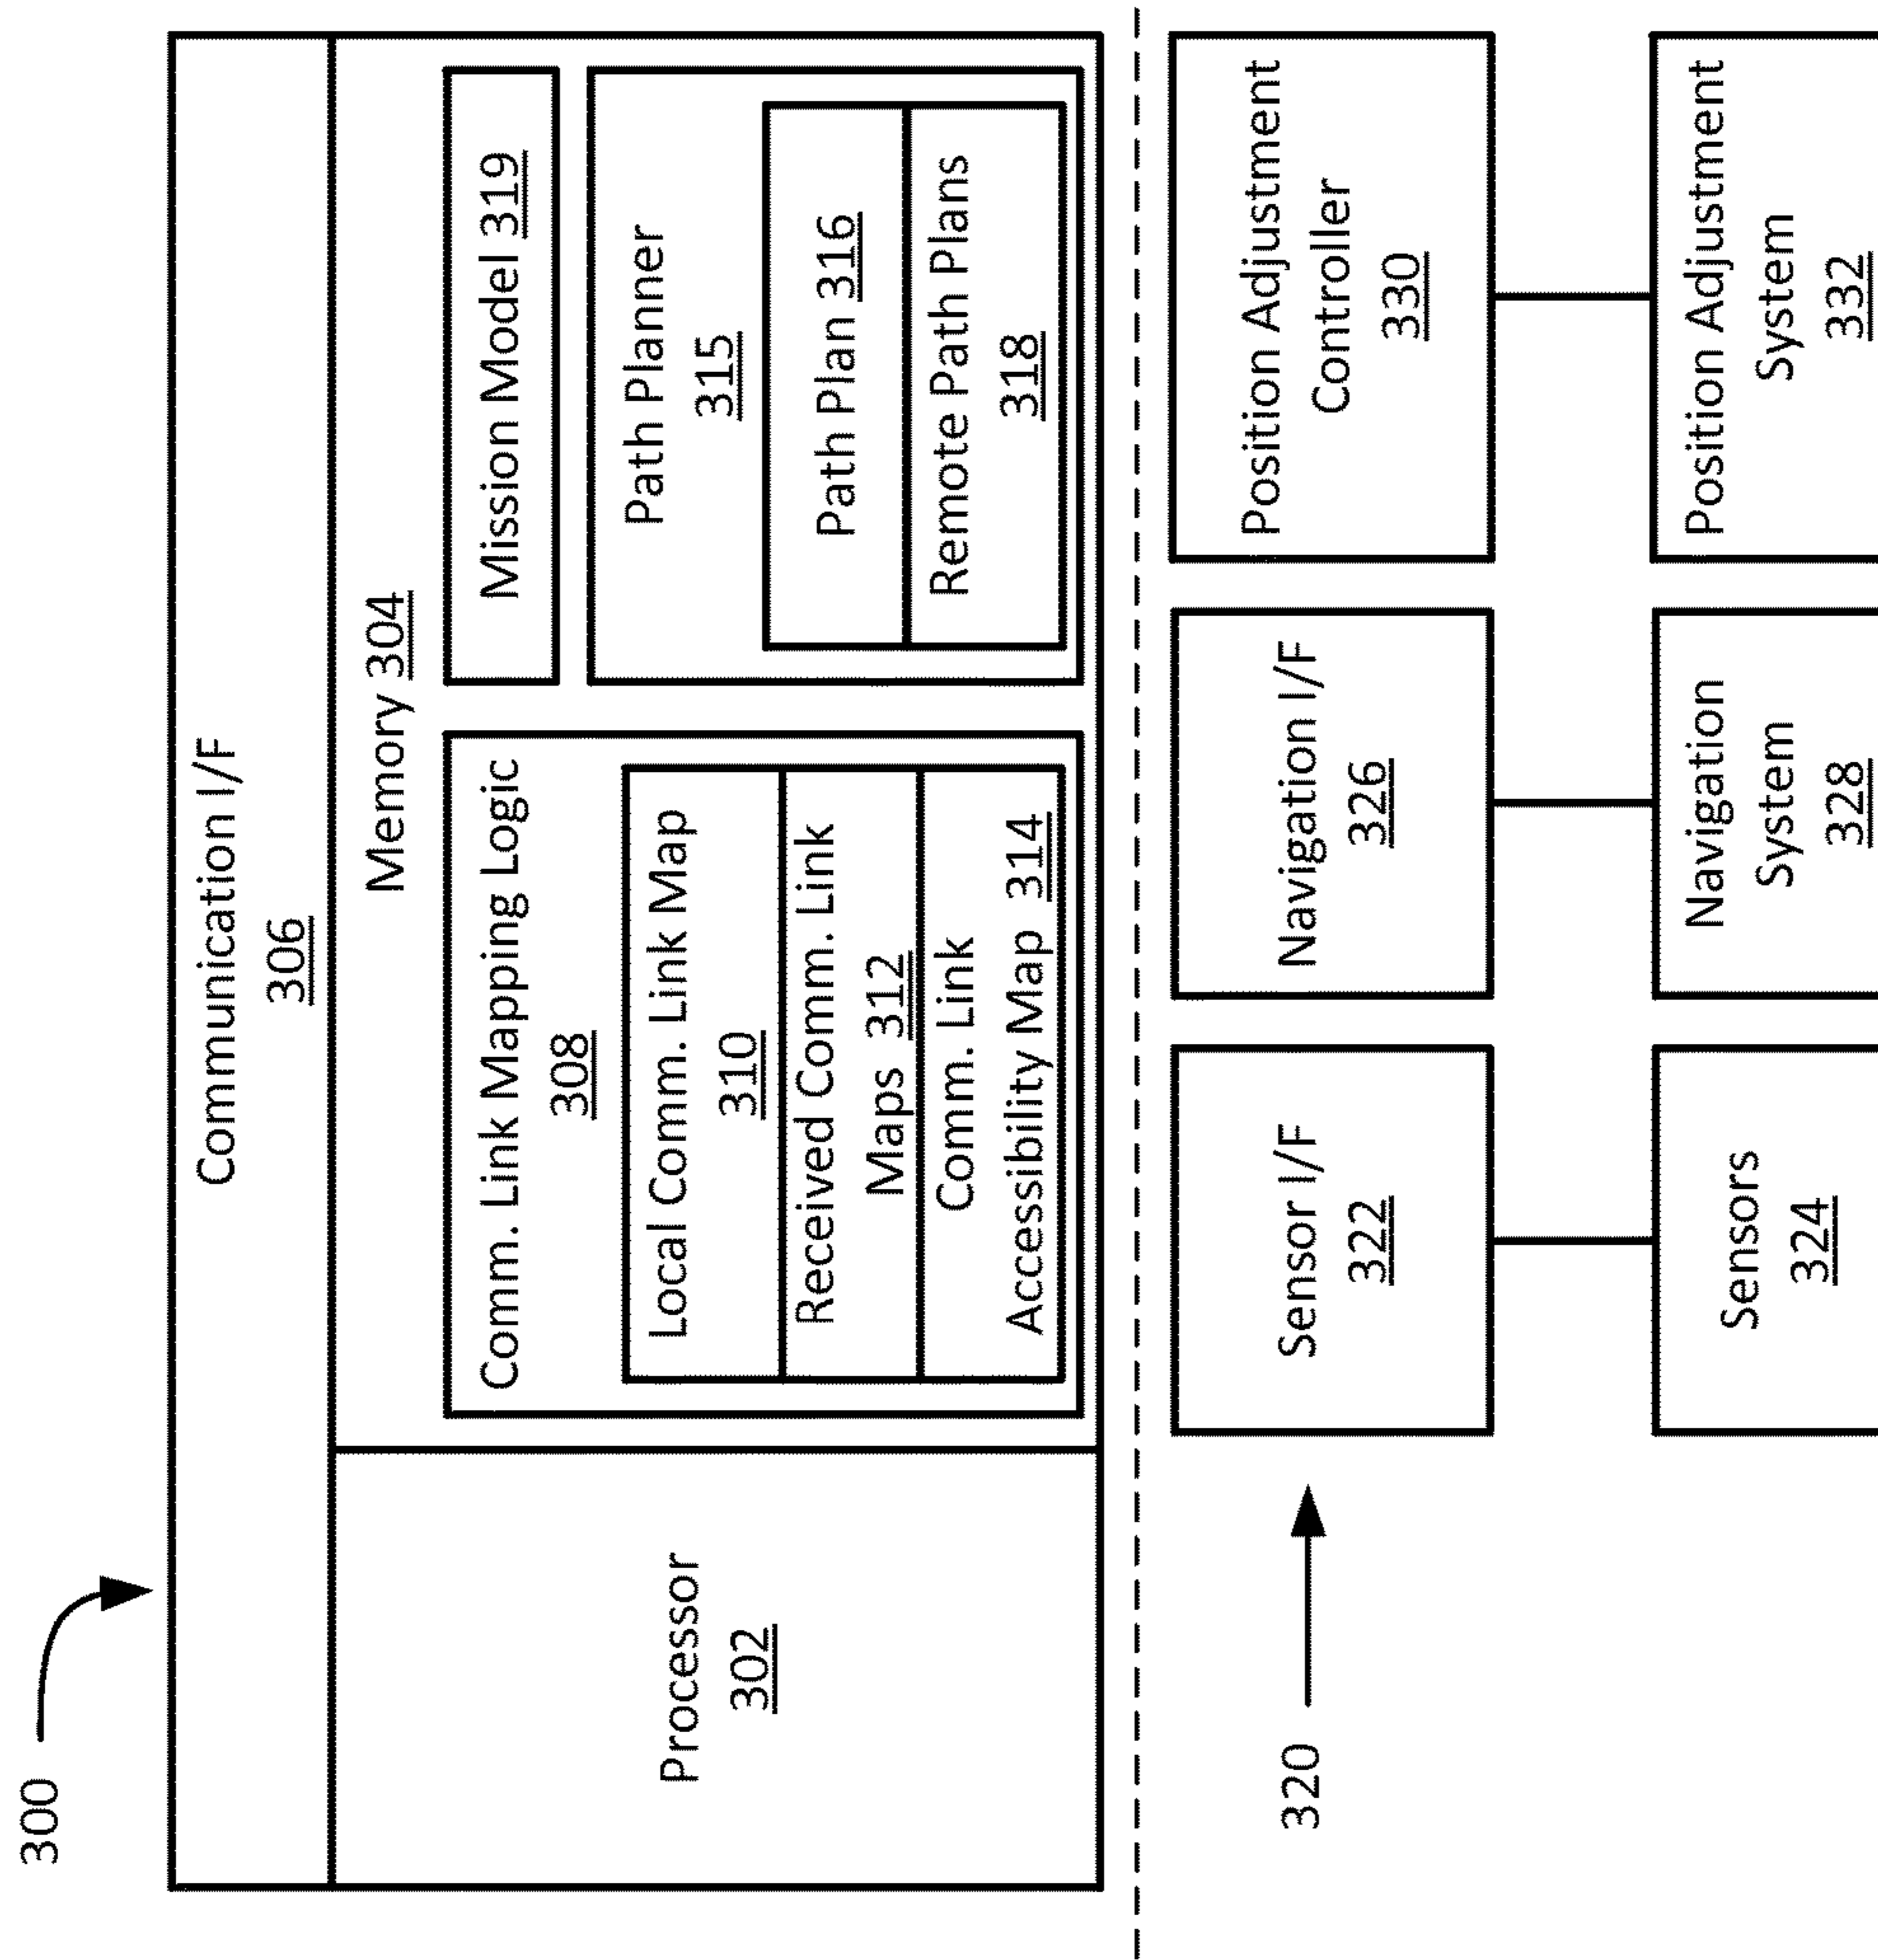 300
Communication I/F
306
Processor
302
Memory 304
Comm. Link Mapping Logic
308
Local Comm. Link Map
310
Received Comm. Link
Maps 312
Comm. Link
Accessibility Map 314
Mission Model 319
Path Planner
315
Path Plan 316
Remote Path Plans
318
320
Sensor I/F
322
Navigation I/F
326
Position Adjustment
Controller
330
Sensors
324
Navigation
System
328
Position Adjustment
System
332